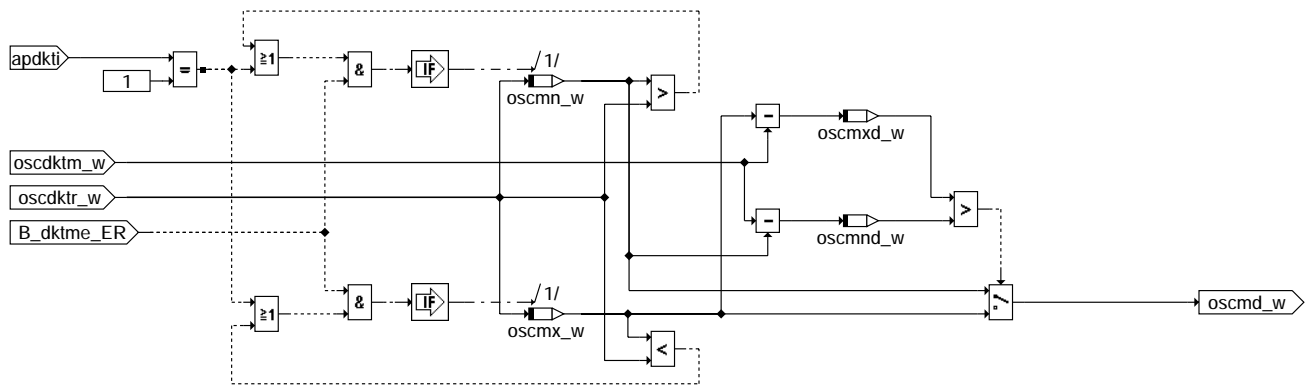 apdkti
1
=
≥1
&
IF
/1/
oscmn_w
>
oscdktm_w
oscdktr_w
B_dktme_ER
-
oscmxd_w
-
oscmnd_w
>
≥1
&
IF
/1/
oscmx_w
<
oscmd_w